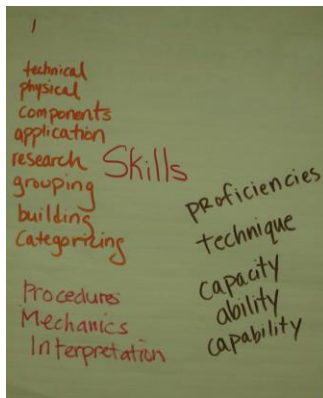 1
technical
physical
components
application
research
grouping
building
Categorizing
Skills
Procedures
Mechanics
Interpretation
proficiencies
technique
capacity
ability
capability